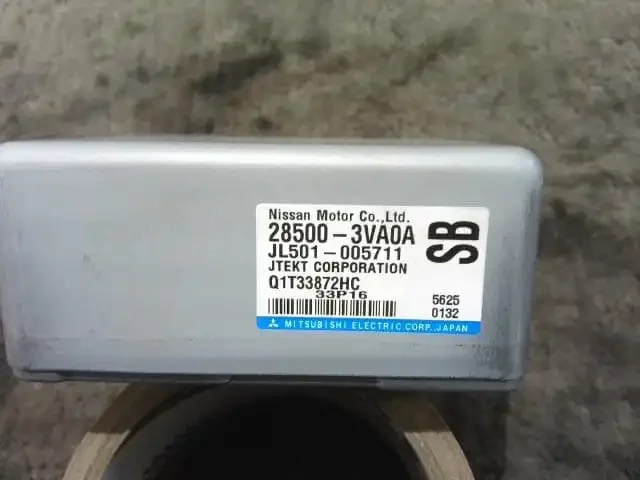 Nissan Motor Co.,Ltd.
28500-3VA0A
SB
JL501-005711
JTEKT CORPORATION
Q1T33872HC
33P16
5625
0132
MITSUBISHI ELECTRIC CORP., JAPAN